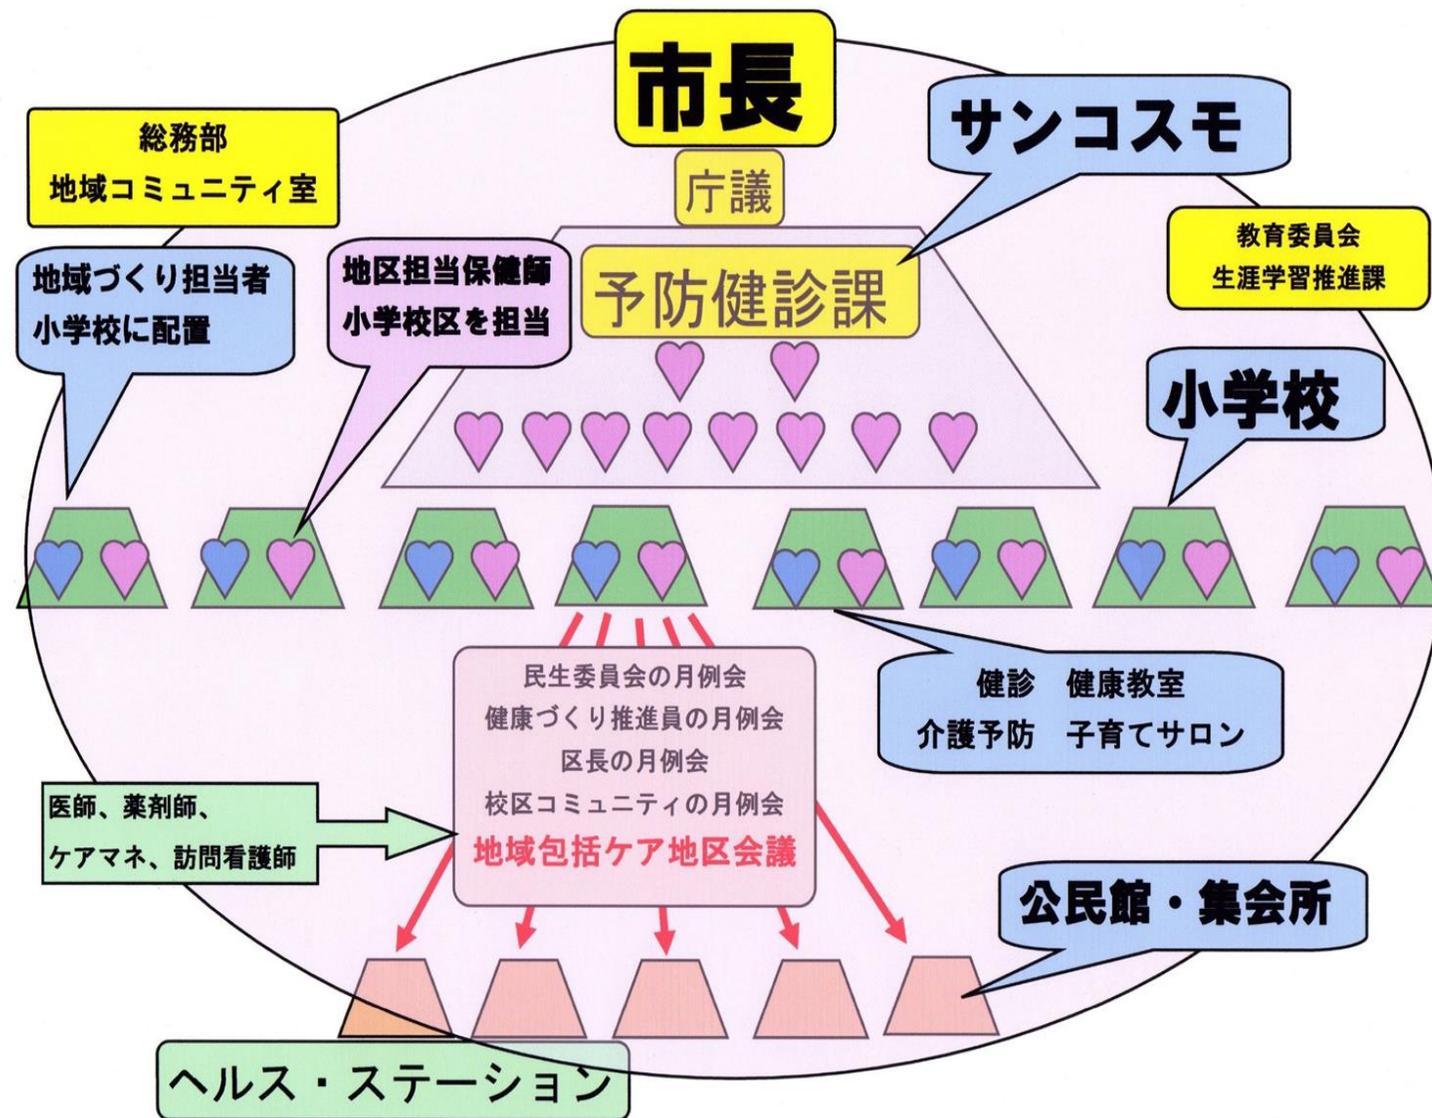 市長
サンコスモ
総務部
地域コミュニティ室
庁議
教育委員会
生涯学習推進課
地域づくり担当者
小学校に配置
地区担当保健師
小学校区を担当
予防健診課
小学校
民生委員会の月例会
健康づくり推進員の月例会
区長の月例会
校区コミュニティの月例会
地域包括ケア地区会議
健診　健康教室
介護予防　子育てサロン
医師、薬剤師、
ケアマネ、訪問看護師
公民館・集会所
ヘルス・ステーション